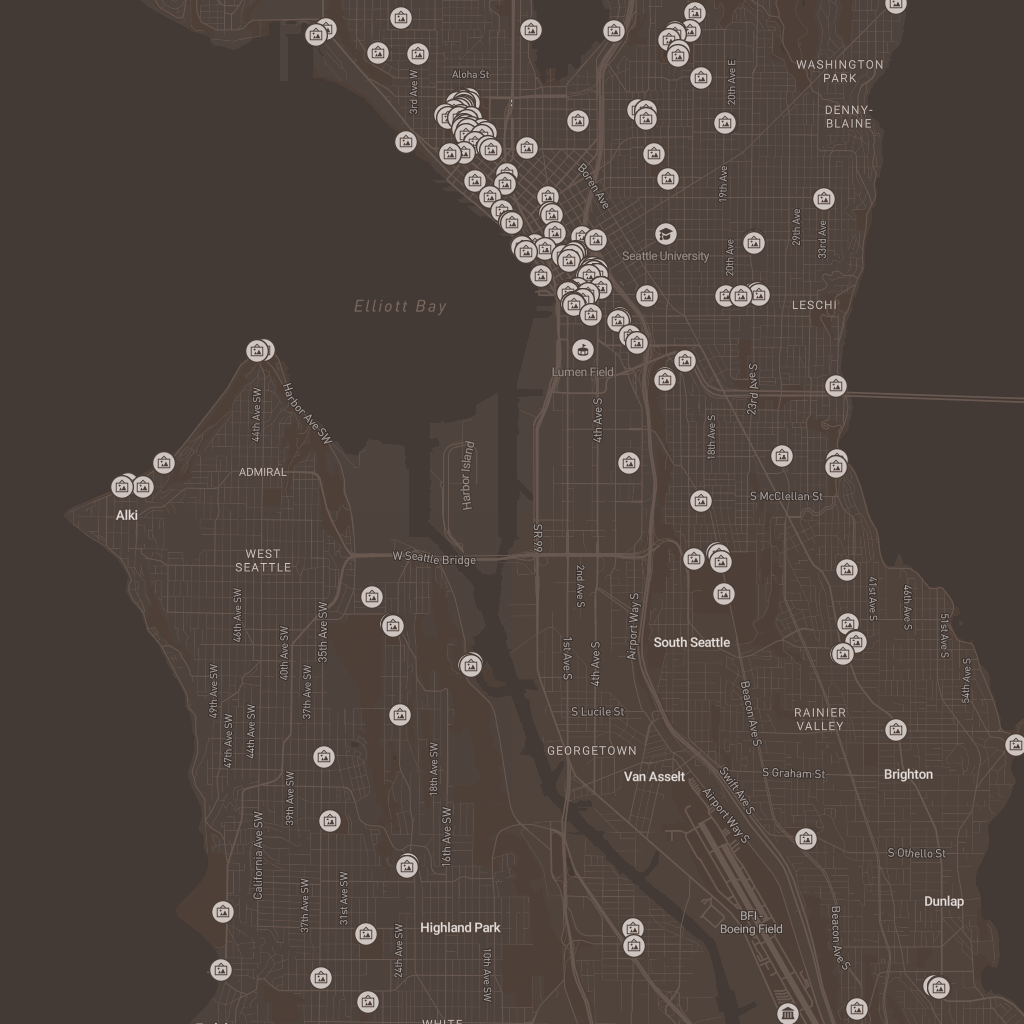 WASHINGTON
PARK
Aloha St
3rd Ave W
20th Ave E
DENNY-
BLAINE
Boren Ave
19th Ave
29th Ave
33rd Ave
20th Ave
Seattle University
Elliott Bay
LESCHI
Lumen Field
44th Ave SW
Harbor Ave SW
23rd Ave S
4th Ave S
18th Ave S
ADMIRAL
Harbor Island
S McClellan St
Alki
SR 99
W Seattle Bridge
WEST
SEATTLE
2nd Ave S
41st Ave S
46th Ave S
46th Ave SW
35th Ave SW
Airport Way S
51st Ave S
South Seattle
40th Ave SW
1st Ave S
4th Ave S
54th Ave S
49th Ave SW
37th Ave SW
44th Ave SW
47th Ave SW
Beacon Ave S
S Lucile St
RAINIER
VALLEY
GEORGETOWN
18th Ave SW
Van Asselt
S Graham St
Brighton
Swift Ave S
39th Ave SW
Airport Way S
16th Ave SW
California Ave SW
S Othello St
37th Ave SW
31st Ave SW
Dunlap
Highland Park
BFI -
Boeing Field
Beacon Ave S
24th Ave SW
10th Ave SW
WHITE